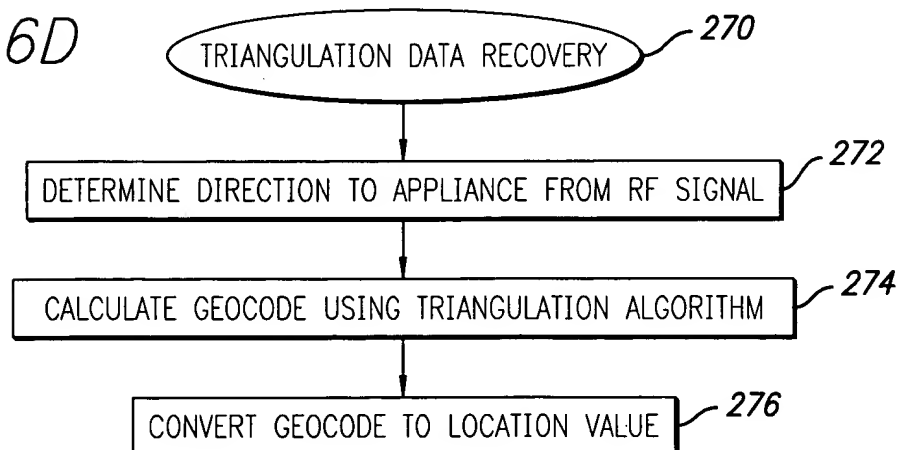 6D
TRIANGULATION DATA RECOVERY
270
272
DETERMINE DIRECTION TO APPLIANCE FROM RF SIGNAL
274
CALCULATE GEOCODE USING TRIANGULATION ALGORITHM
276
CONVERT GEOCODE TO LOCATION VALUE